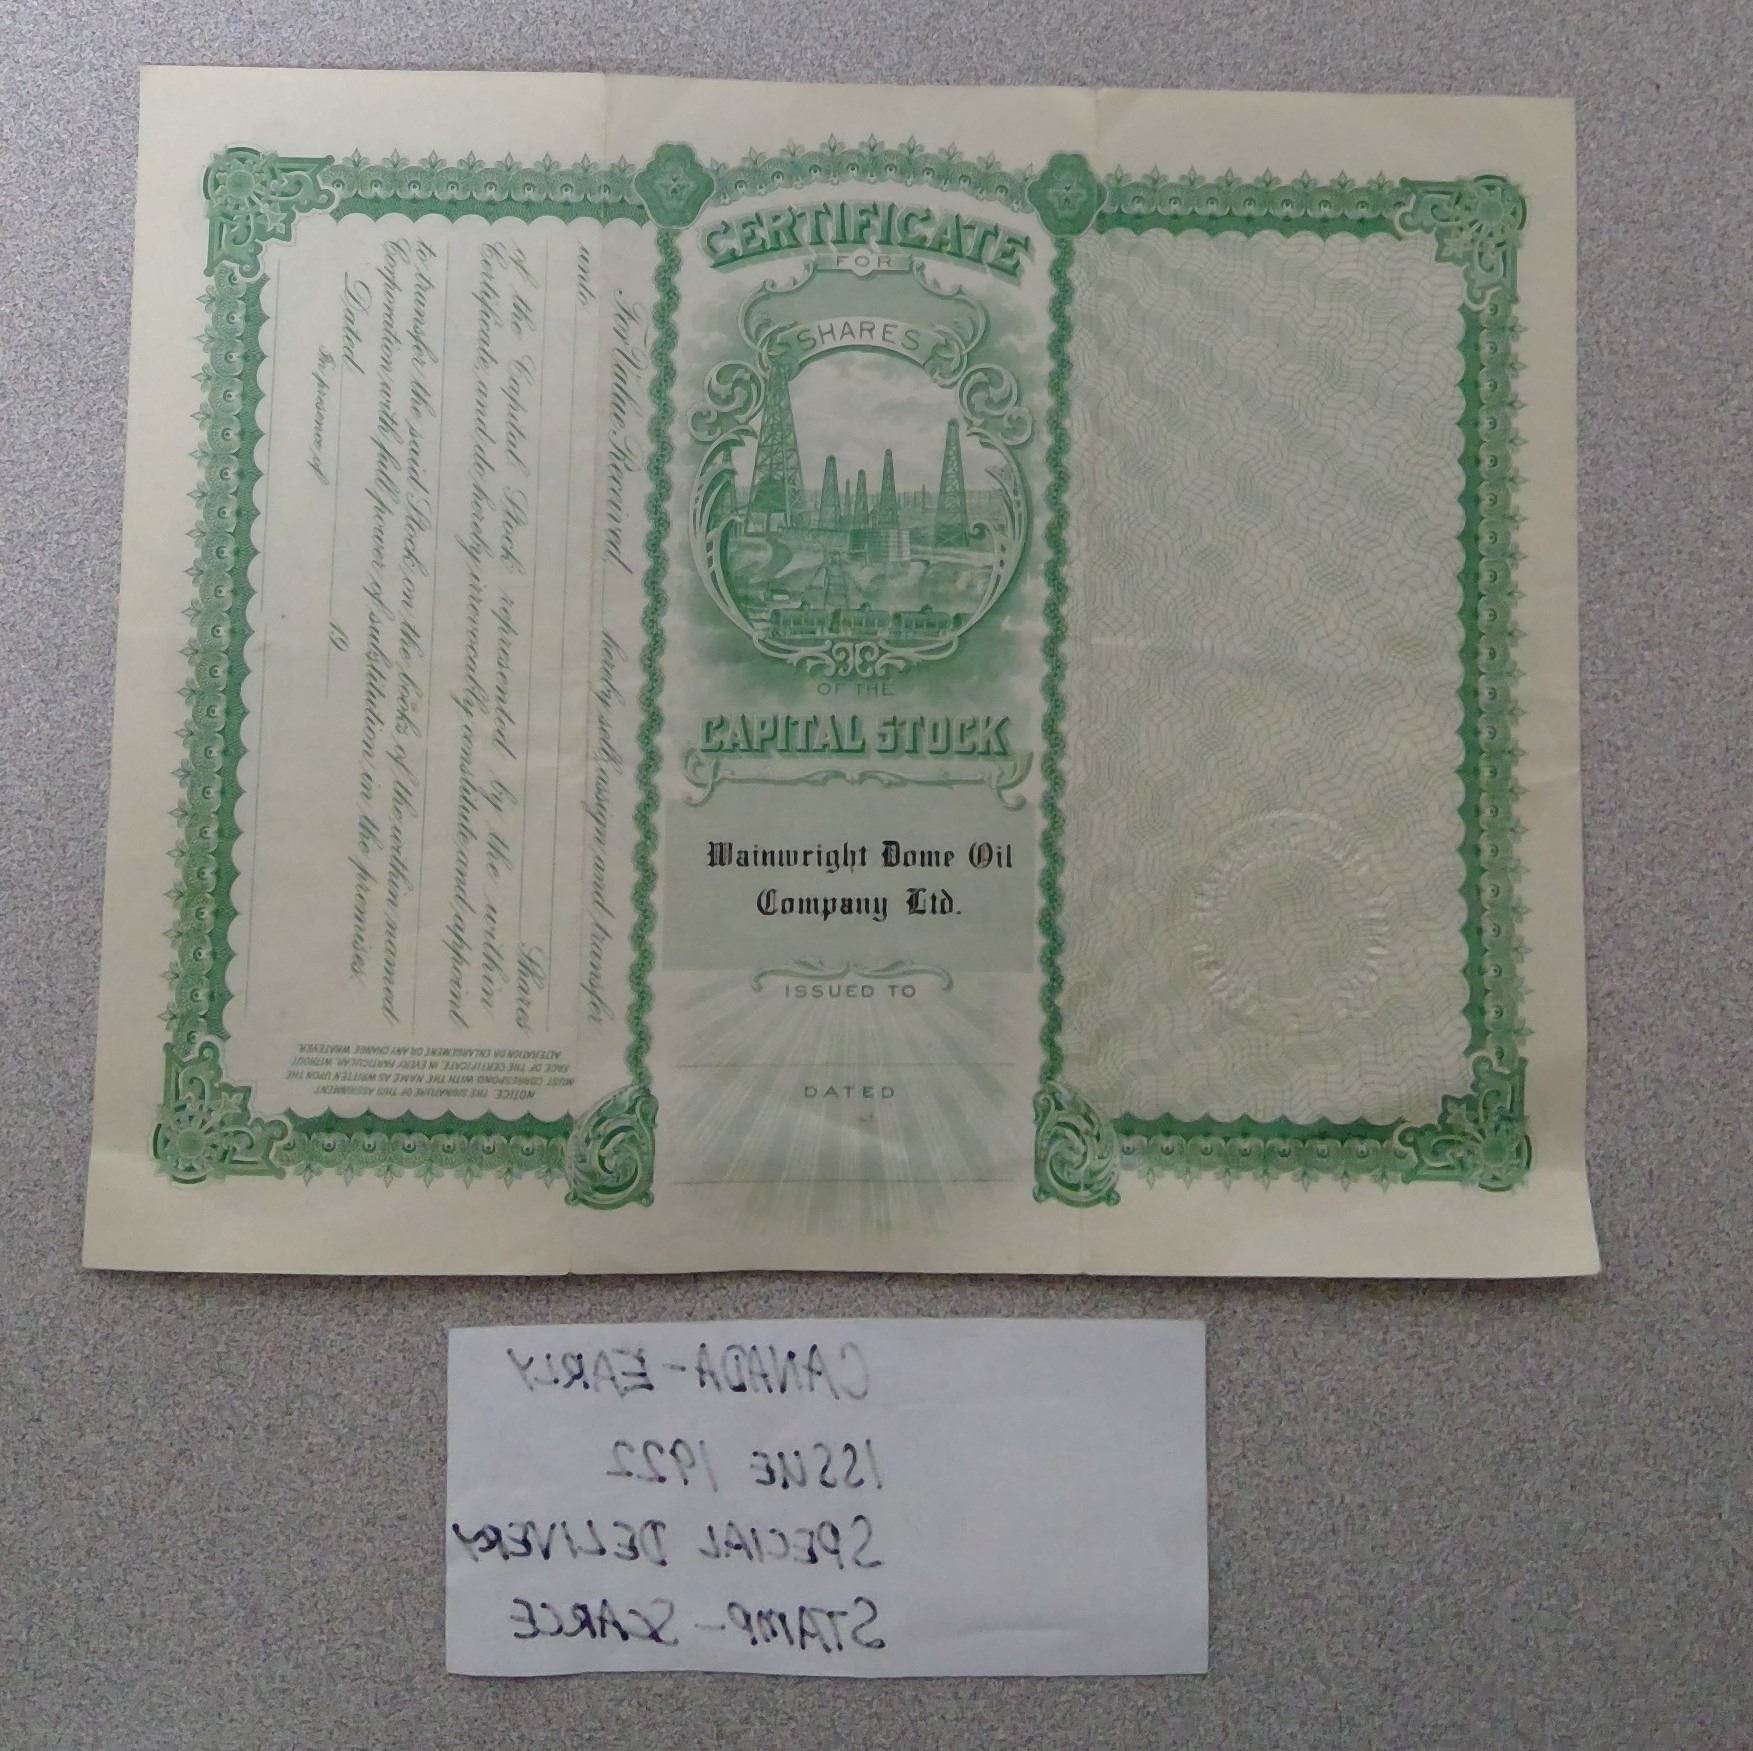 CERTIFICATE
FOR
SHARES
OF THE
CAPITAL STOCK
Wainwright Dome Oil
Company Ltd.
ISSUED TO
DATED
For Value Received, hereby sell, assign and transfer
unto
Shares
of the Capital Stock represented by the within
Certificate, and do hereby irrevocably constitute and appoint
to transfer the said Stock on the books of the within named
Corporation with full power of substitution in the premises.
Dated 19
In presence of
NOTICE. THE SIGNATURE OF THIS ASSIGNMENT
MUST CORRESPOND WITH THE NAME AS WRITTEN UPON THE
FACE OF THE CERTIFICATE, IN EVERY PARTICULAR, WITHOUT
ALTERATION OR ENLARGEMENT OR ANY CHANGE WHATEVER.
CANADA-EARLY
ISSUE 1922
SPECIAL DELIVERY
STAMP-SCARCE